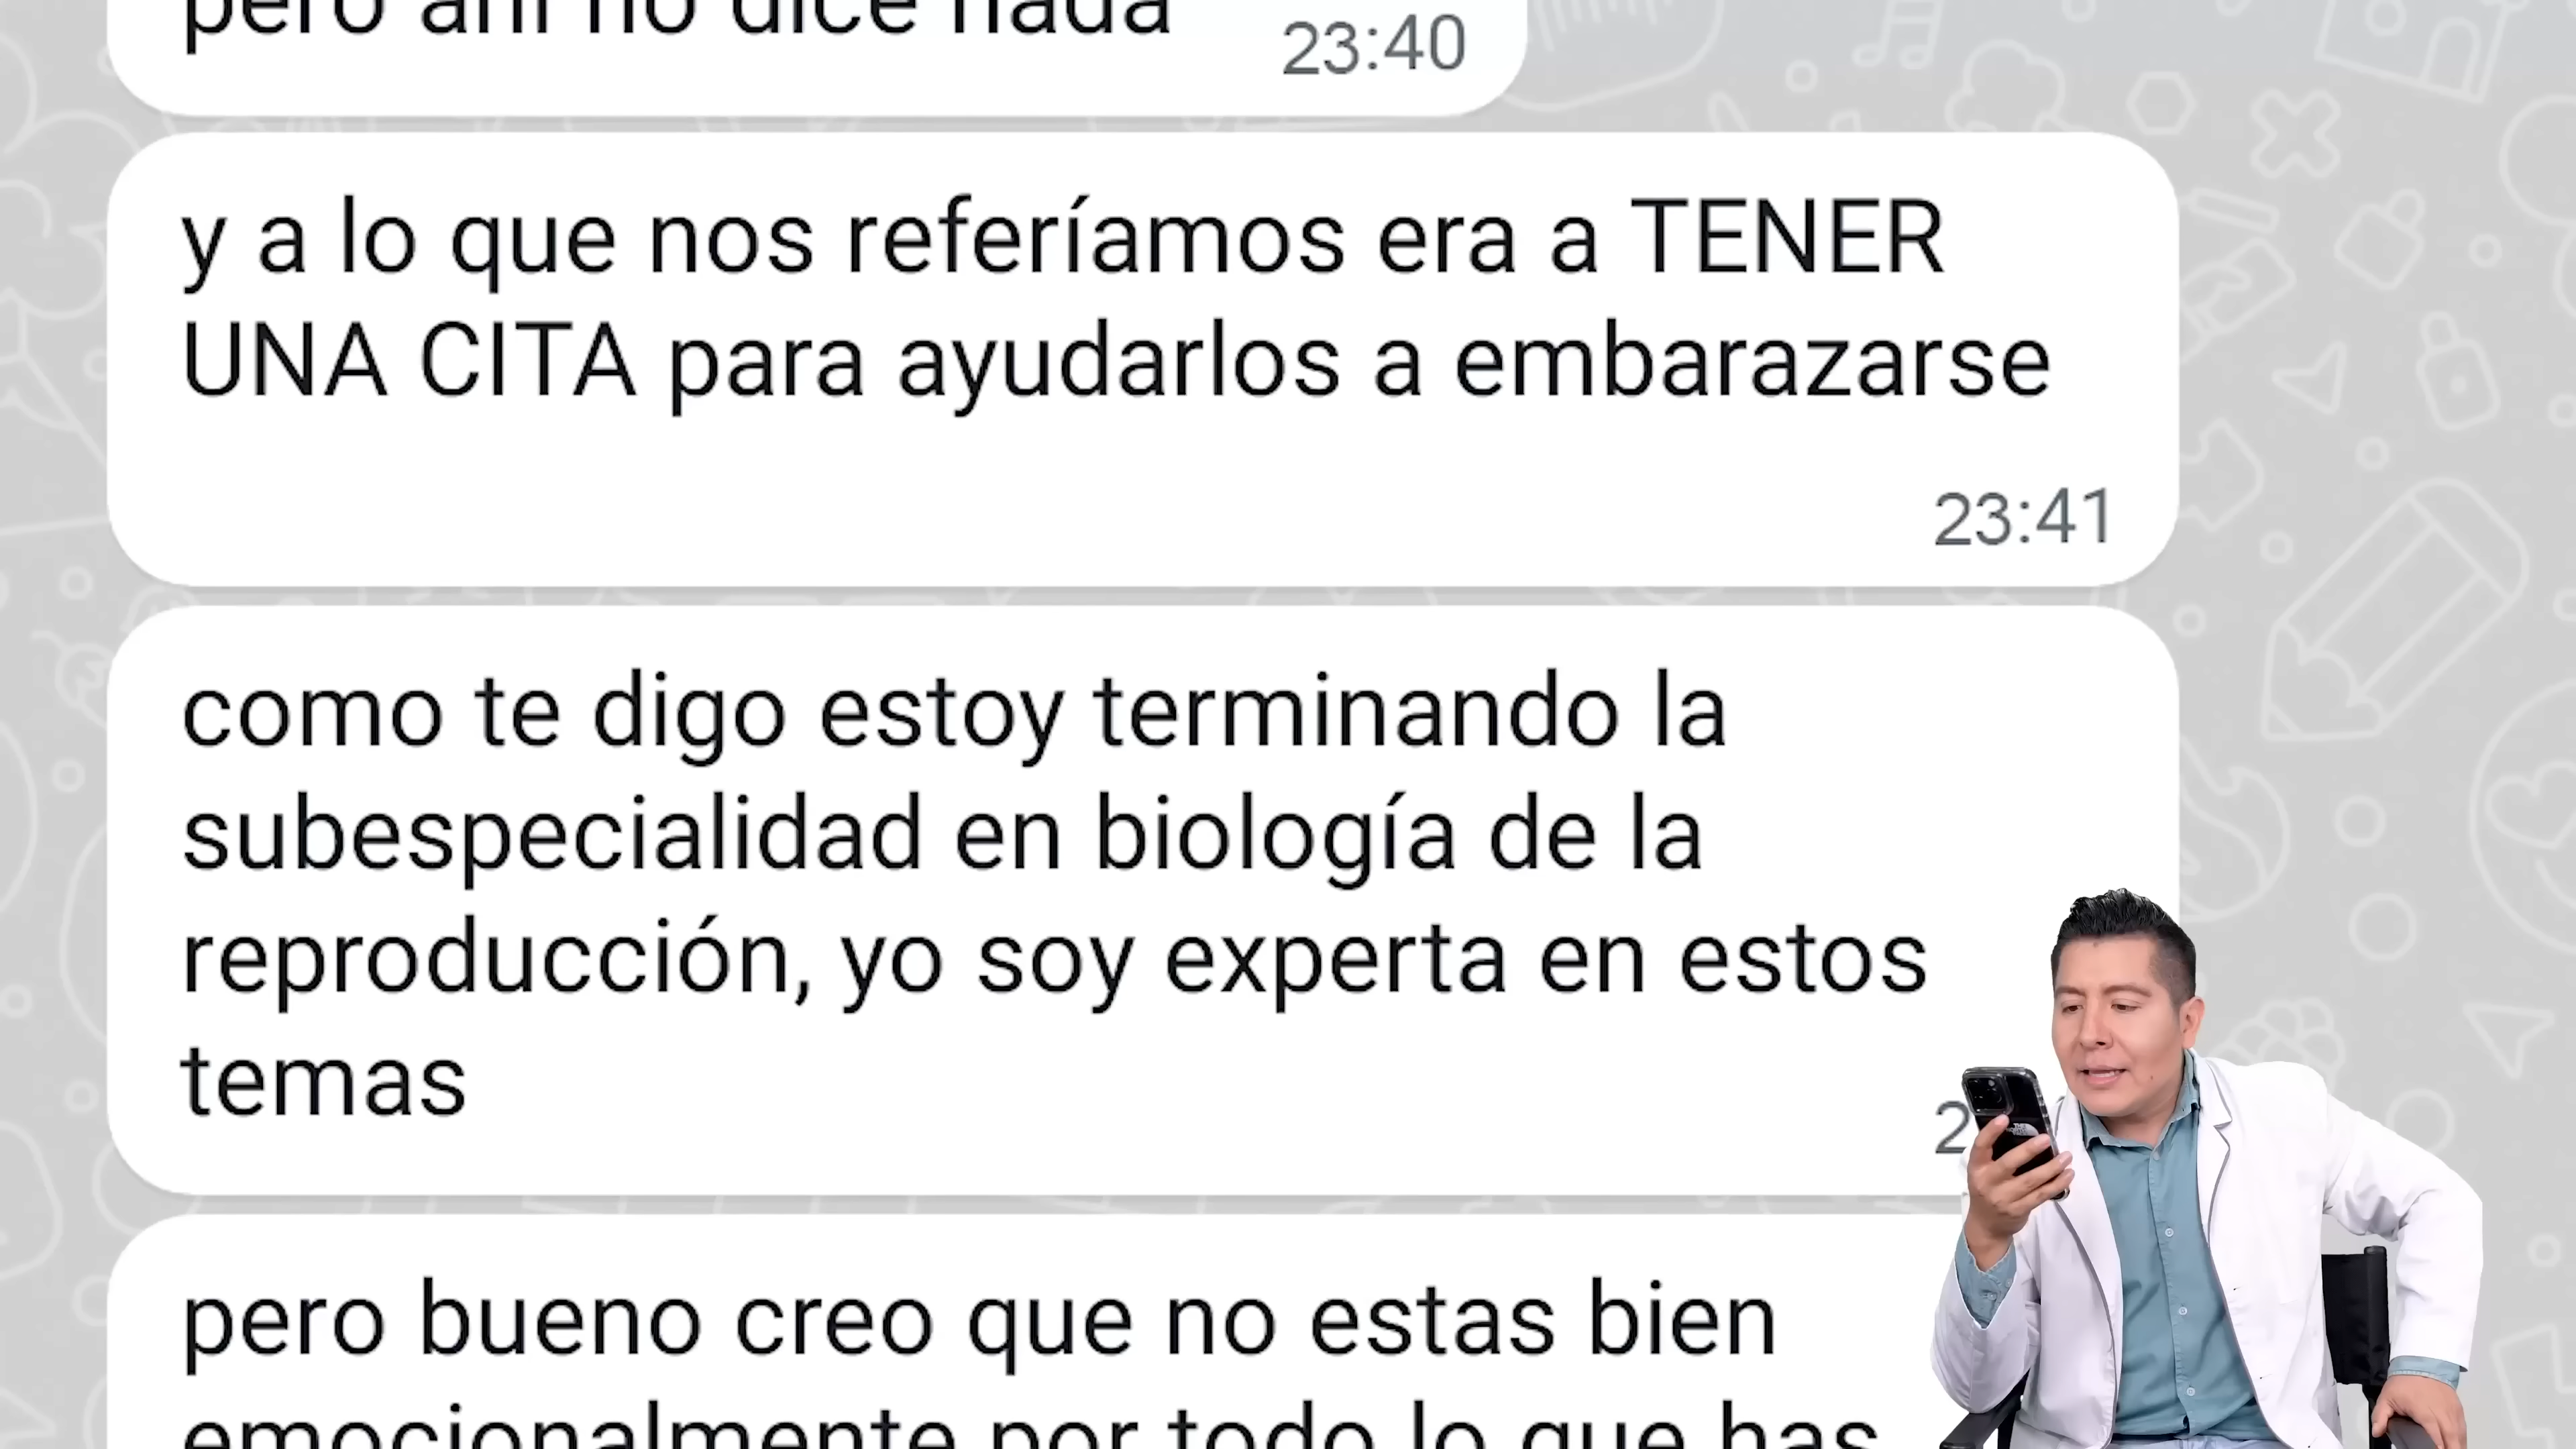 pero ahí no dice nada
23:40
y a lo que nos referíamos era a TENER
UNA CITA para ayudarlos a embarazarse
23:41
como te digo estoy terminando la
subespecialidad en biología de la
reproducción, yo soy experta en estos
temas
pero bueno creo que no estas bien
emocionalmente por todo lo que has